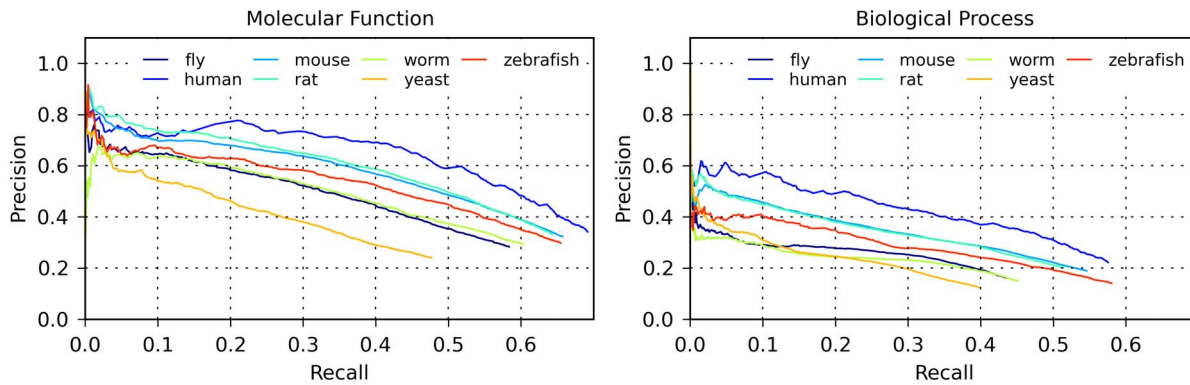 Molecular Function
1.0
0.8
0.6
0.4
0.2
0.0
Precision
fly
human
mouse
rat
worm
yeast
zebrafish
0.0 0.1 0.2 0.3 0.4 0.5 0.6
Recall
Biological Process
1.0
0.8
0.6
0.4
0.2
0.0
Precision
fly
human
mouse
rat
worm
yeast
zebrafish
0.0 0.1 0.2 0.3 0.4 0.5 0.6
Recall